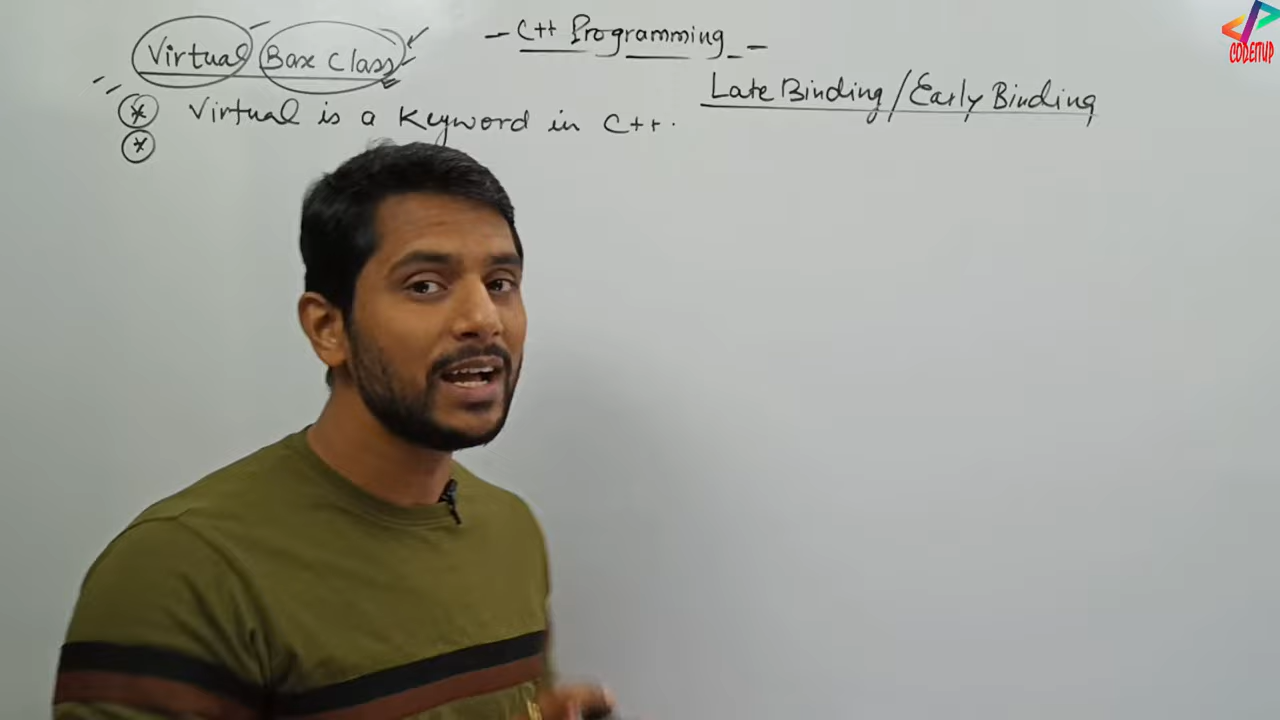 - C++ Programming -
Virtual Base Class
Late Binding / Early Binding
* Virtual is a Keyword in C++.
*
CODEITUP